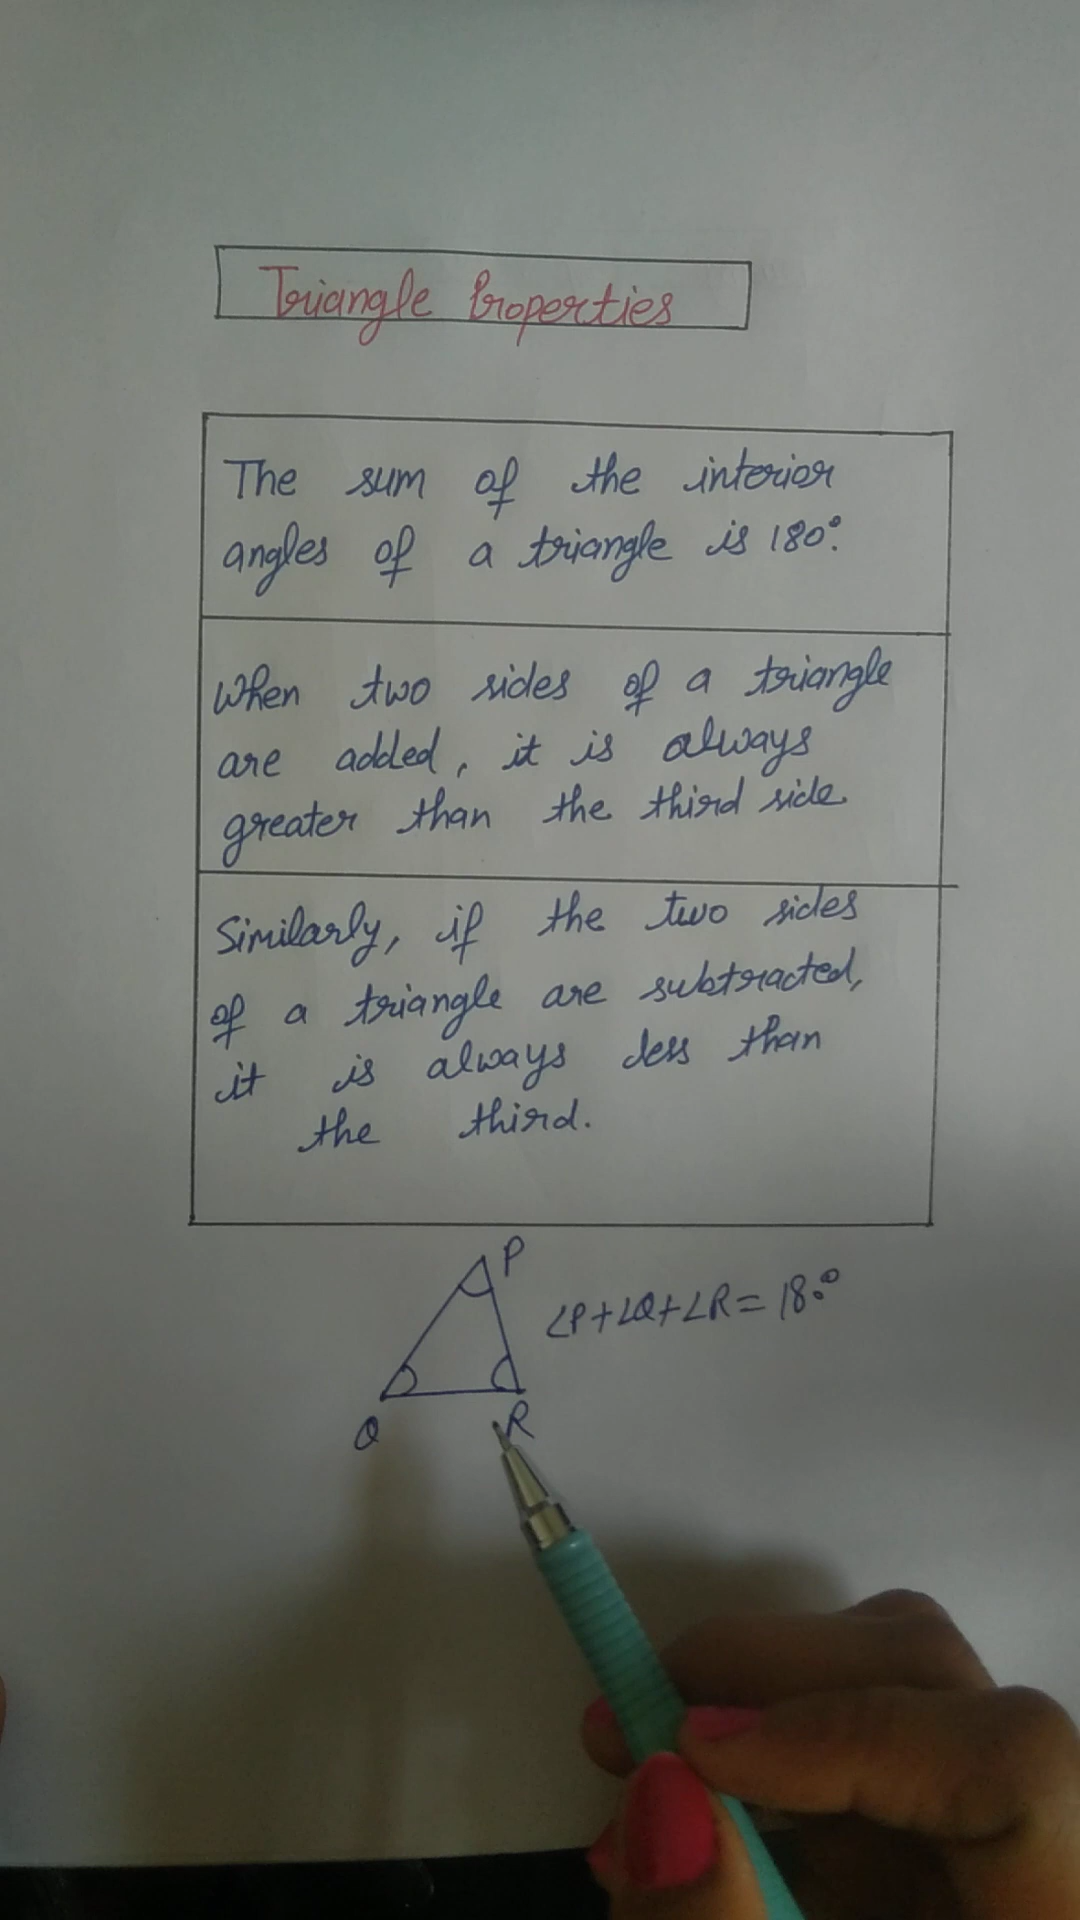 Triangle Properties
The sum of the interior
angles of a triangle is 180°.
When two sides of a triangle
are added, it is always
greater than the third side.
Similarly, if the two sides
of a triangle are subtracted,
it is always less than
the third.
P
∠P+∠Q+∠R= 180°
Q R